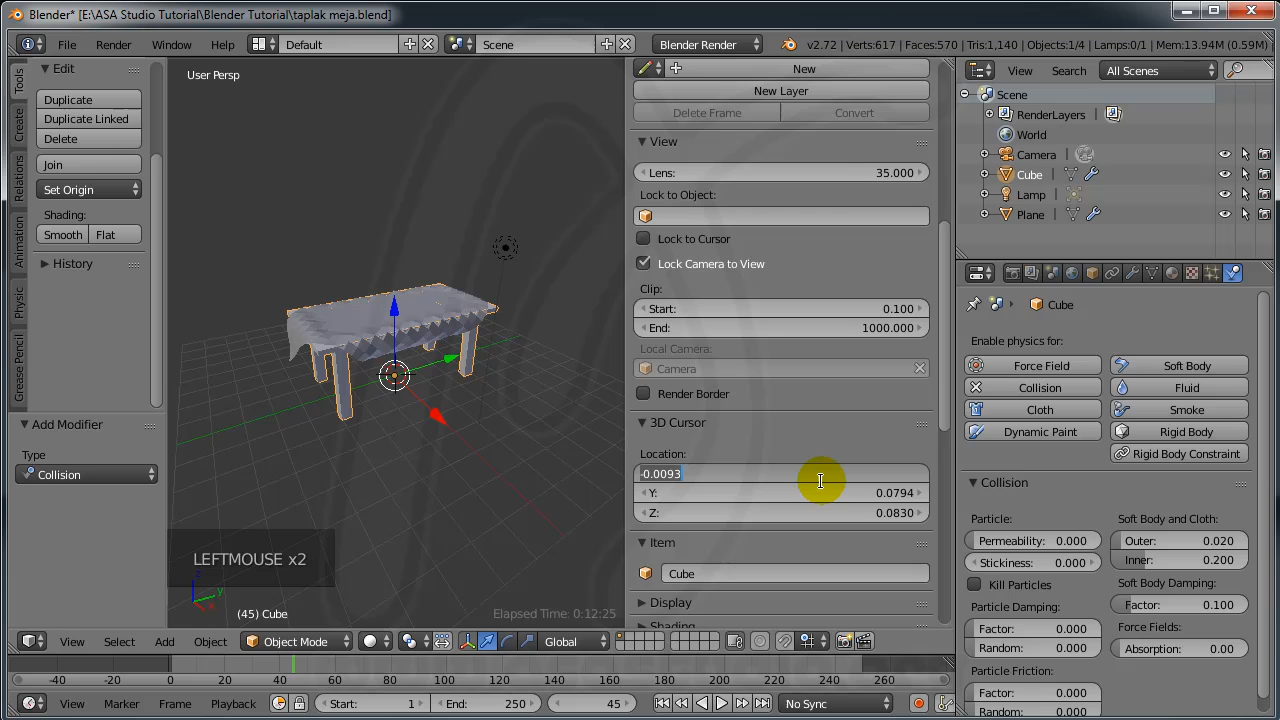 Blender* [E:\ASA Studio Tutorial\Blender Tutorial\taplak meja.blend]
File Render Window Help Default Scene Blender Render v2.72 | Verts:617 | Faces:570 | Tris:1,140 | Objects:1/4 | Lamps:0/1 | Mem:13.94M (0.59M)
Tools
Create
Relations
Animation
Physic
Grease Pencil
Edit
Duplicate
Duplicate Linked
Delete
Join
Set Origin
Shading:
Smooth Flat
History
Add Modifier
Type
Collision
User Persp
LEFTMOUSE x2
z
y
x
(45) Cube
Elapsed Time: 0:12:25
New
New Layer
Delete Frame Convert
View
Lens: 35.000
Lock to Object:
Lock to Cursor
Lock Camera to View
Clip:
Start: 0.100
End: 1000.000
Local Camera:
Camera
Render Border
3D Cursor
Location:
-0.0093
Y: 0.0794
Z: 0.0830
Item
Cube
Display
Shading
View Search All Scenes
Scene
RenderLayers
World
Camera
Cube
Lamp
Plane
Cube
Enable physics for:
Force Field Soft Body
Collision Fluid
Cloth Smoke
Dynamic Paint Rigid Body
Rigid Body Constraint
Collision
Particle: Soft Body and Cloth:
Permeability: 0.000 Outer: 0.020
Stickiness: 0.000 Inner: 0.200
Kill Particles Soft Body Damping:
Particle Damping: Factor: 0.100
Factor: 0.000 Force Fields:
Random: 0.000 Absorption: 0.00
Particle Friction:
Factor: 0.000
Random: 0.000
View Select Add Object Object Mode Global
-40 -20 0 20 40 60 80 100 120 140 160 180 200 220 240 260 280
View Marker Frame Playback Start: 1 End: 250 45 No Sync